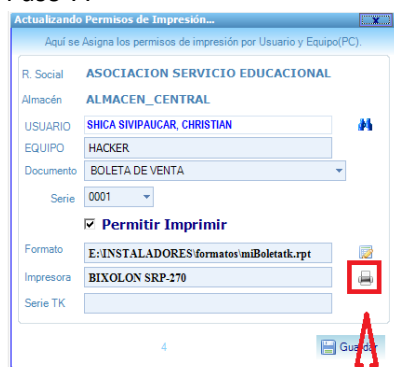 Actualizando Permisos de Impresión...
X
Aquí se Asigna los permisos de impresión por Usuario y Equipo(PC).
R. Social ASOCIACION SERVICIO EDUCACIONAL
Almacén ALMACEN_CENTRAL
USUARIO SHICA SIVIPAUCAR, CHRISTIAN
EQUIPO HACKER
Documento BOLETA DE VENTA
Serie 0001
Permitir Imprimir
Formato E:\INSTALADORES\formatos\miBoletatk.rpt
Impresora BIXOLON SRP-270
Serie TK
4 Guardar